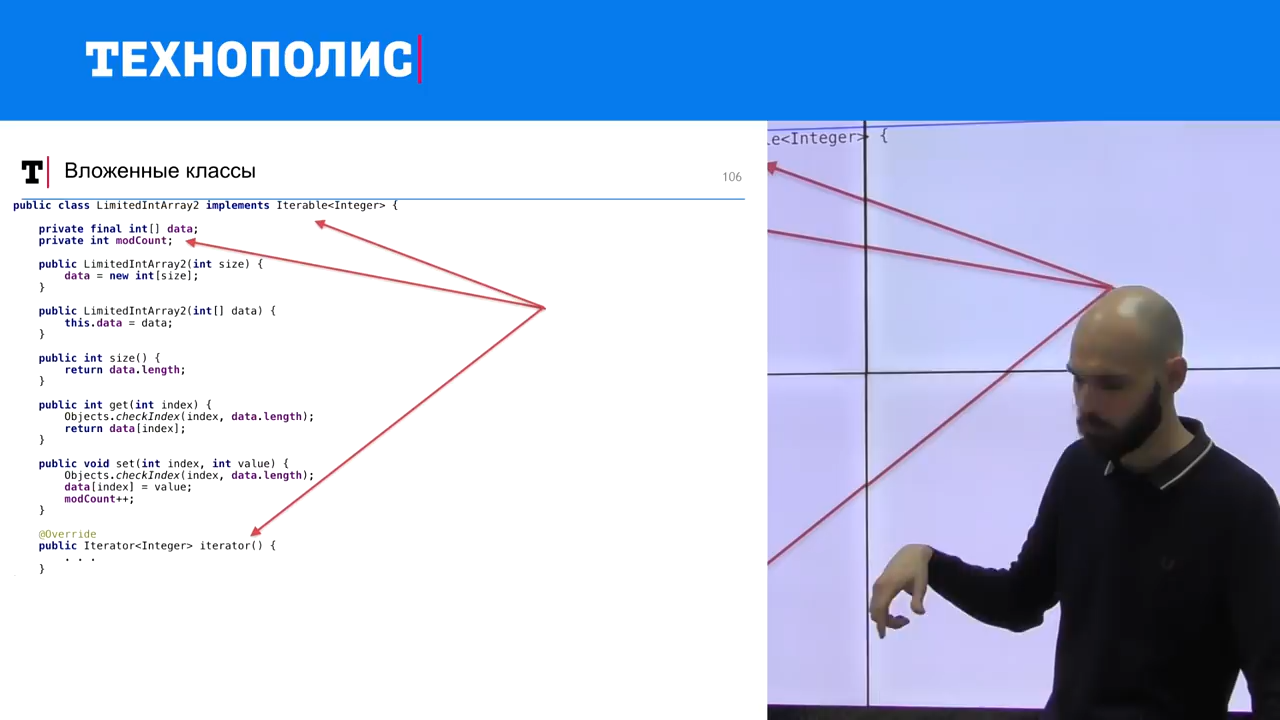 ТЕХНОПОЛИС
Т Вложенные классы
106
public class LimitedIntArray2 implements Iterable<Integer> {
private final int[] data;
private int modCount;
public LimitedIntArray2(int size) {
data = new int[size];
}
public LimitedIntArray2(int[] data) {
this.data = data;
}
public int size() {
return data.length;
}
public int get(int index) {
Objects.checkIndex(index, data.length);
return data[index];
}
public void set(int index, int value) {
Objects.checkIndex(index, data.length);
data[index] = value;
modCount++;
}
@Override
public Iterator<Integer> iterator() {
. . .
}
le<Integer> {